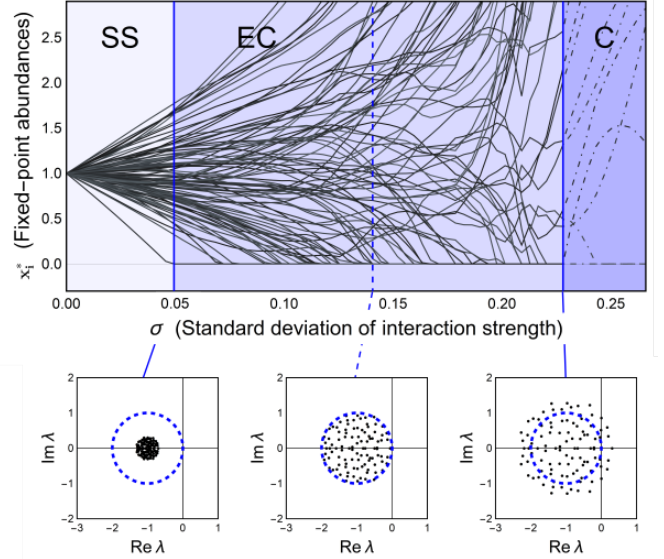 SS EC C
2.5
2.0
1.5
1.0
0.5
0.0
x*i (Fixed-point abundances)
0.00 0.05 0.10 0.15 0.20 0.25
σ (Standard deviation of interaction strength)
2 2 2
1 1 1
0 0 0
-1 -1 -1
-2 -2 -2
Im λ Im λ Im λ
-3 -2 -1 0 1 -3 -2 -1 0 1 -3 -2 -1 0 1
Re λ Re λ Re λ